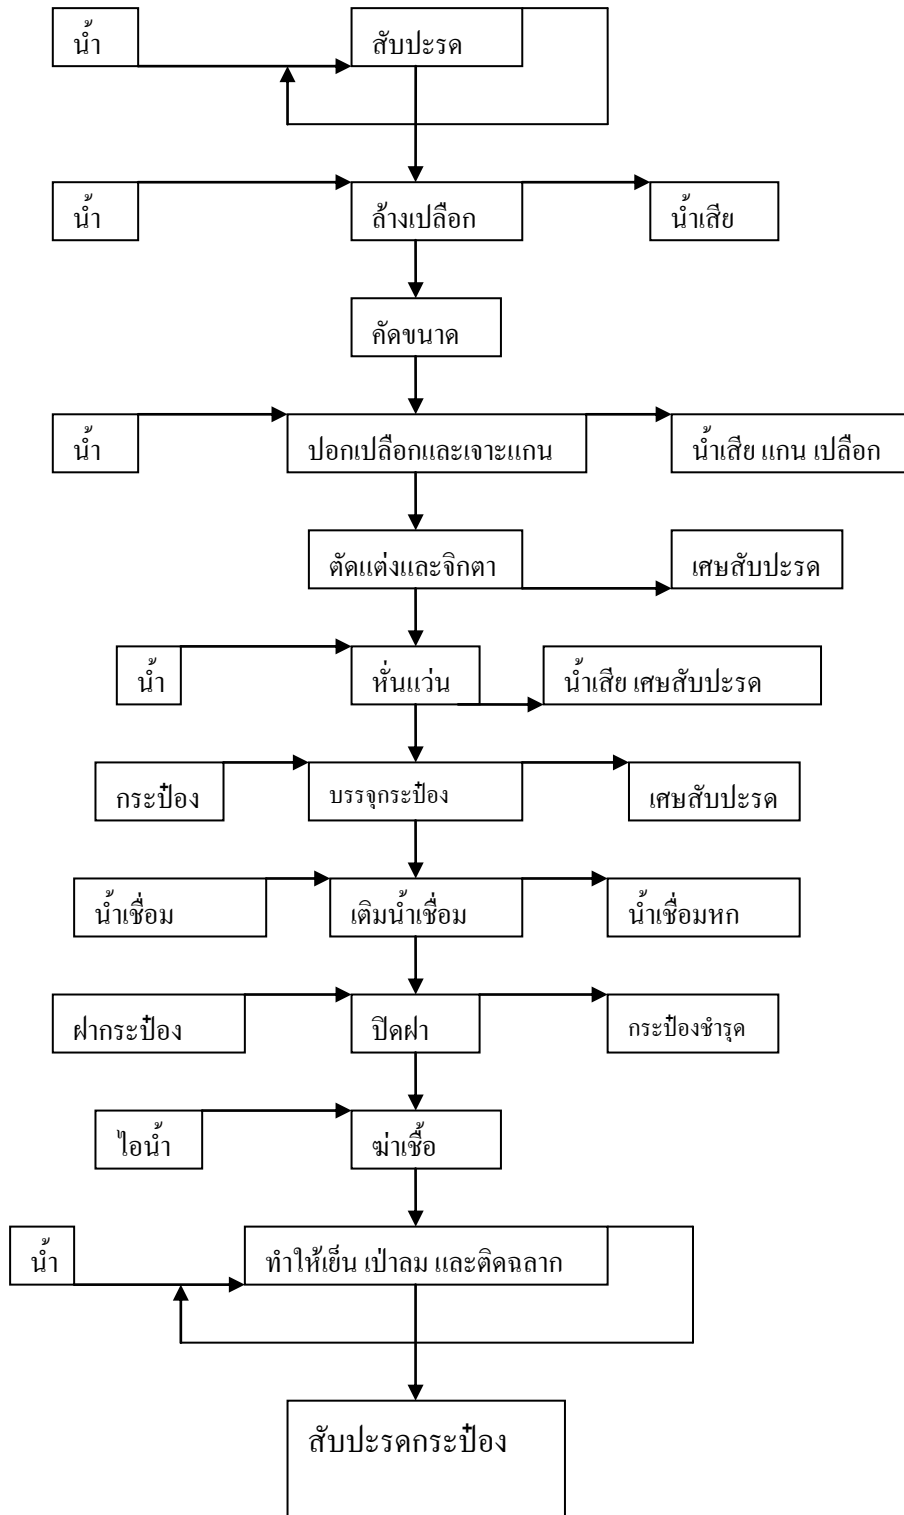 น้ำ
สับปะรด
น้ำ
ล้างเปลือก
น้ำเสีย
คัดขนาด
น้ำ
ปอกเปลือกและเจาะแกน
น้ำเสีย แกน เปลือก
ตัดแต่งและจิกตา
เศษสับปะรด
น้ำ
หั่นแว่น
น้ำเสีย เศษสับปะรด
กระป๋อง
บรรจุกระป๋อง
เศษสับปะรด
น้ำเชื่อม
เติมน้ำเชื่อม
น้ำเชื่อมหก
ฝากระป๋อง
ปิดฝา
กระป๋องชำรุด
ไอน้ำ
ฆ่าเชื้อ
น้ำ
ทำให้เย็น เป่าลม และติดฉลาก
สับปะรดกระป๋อง